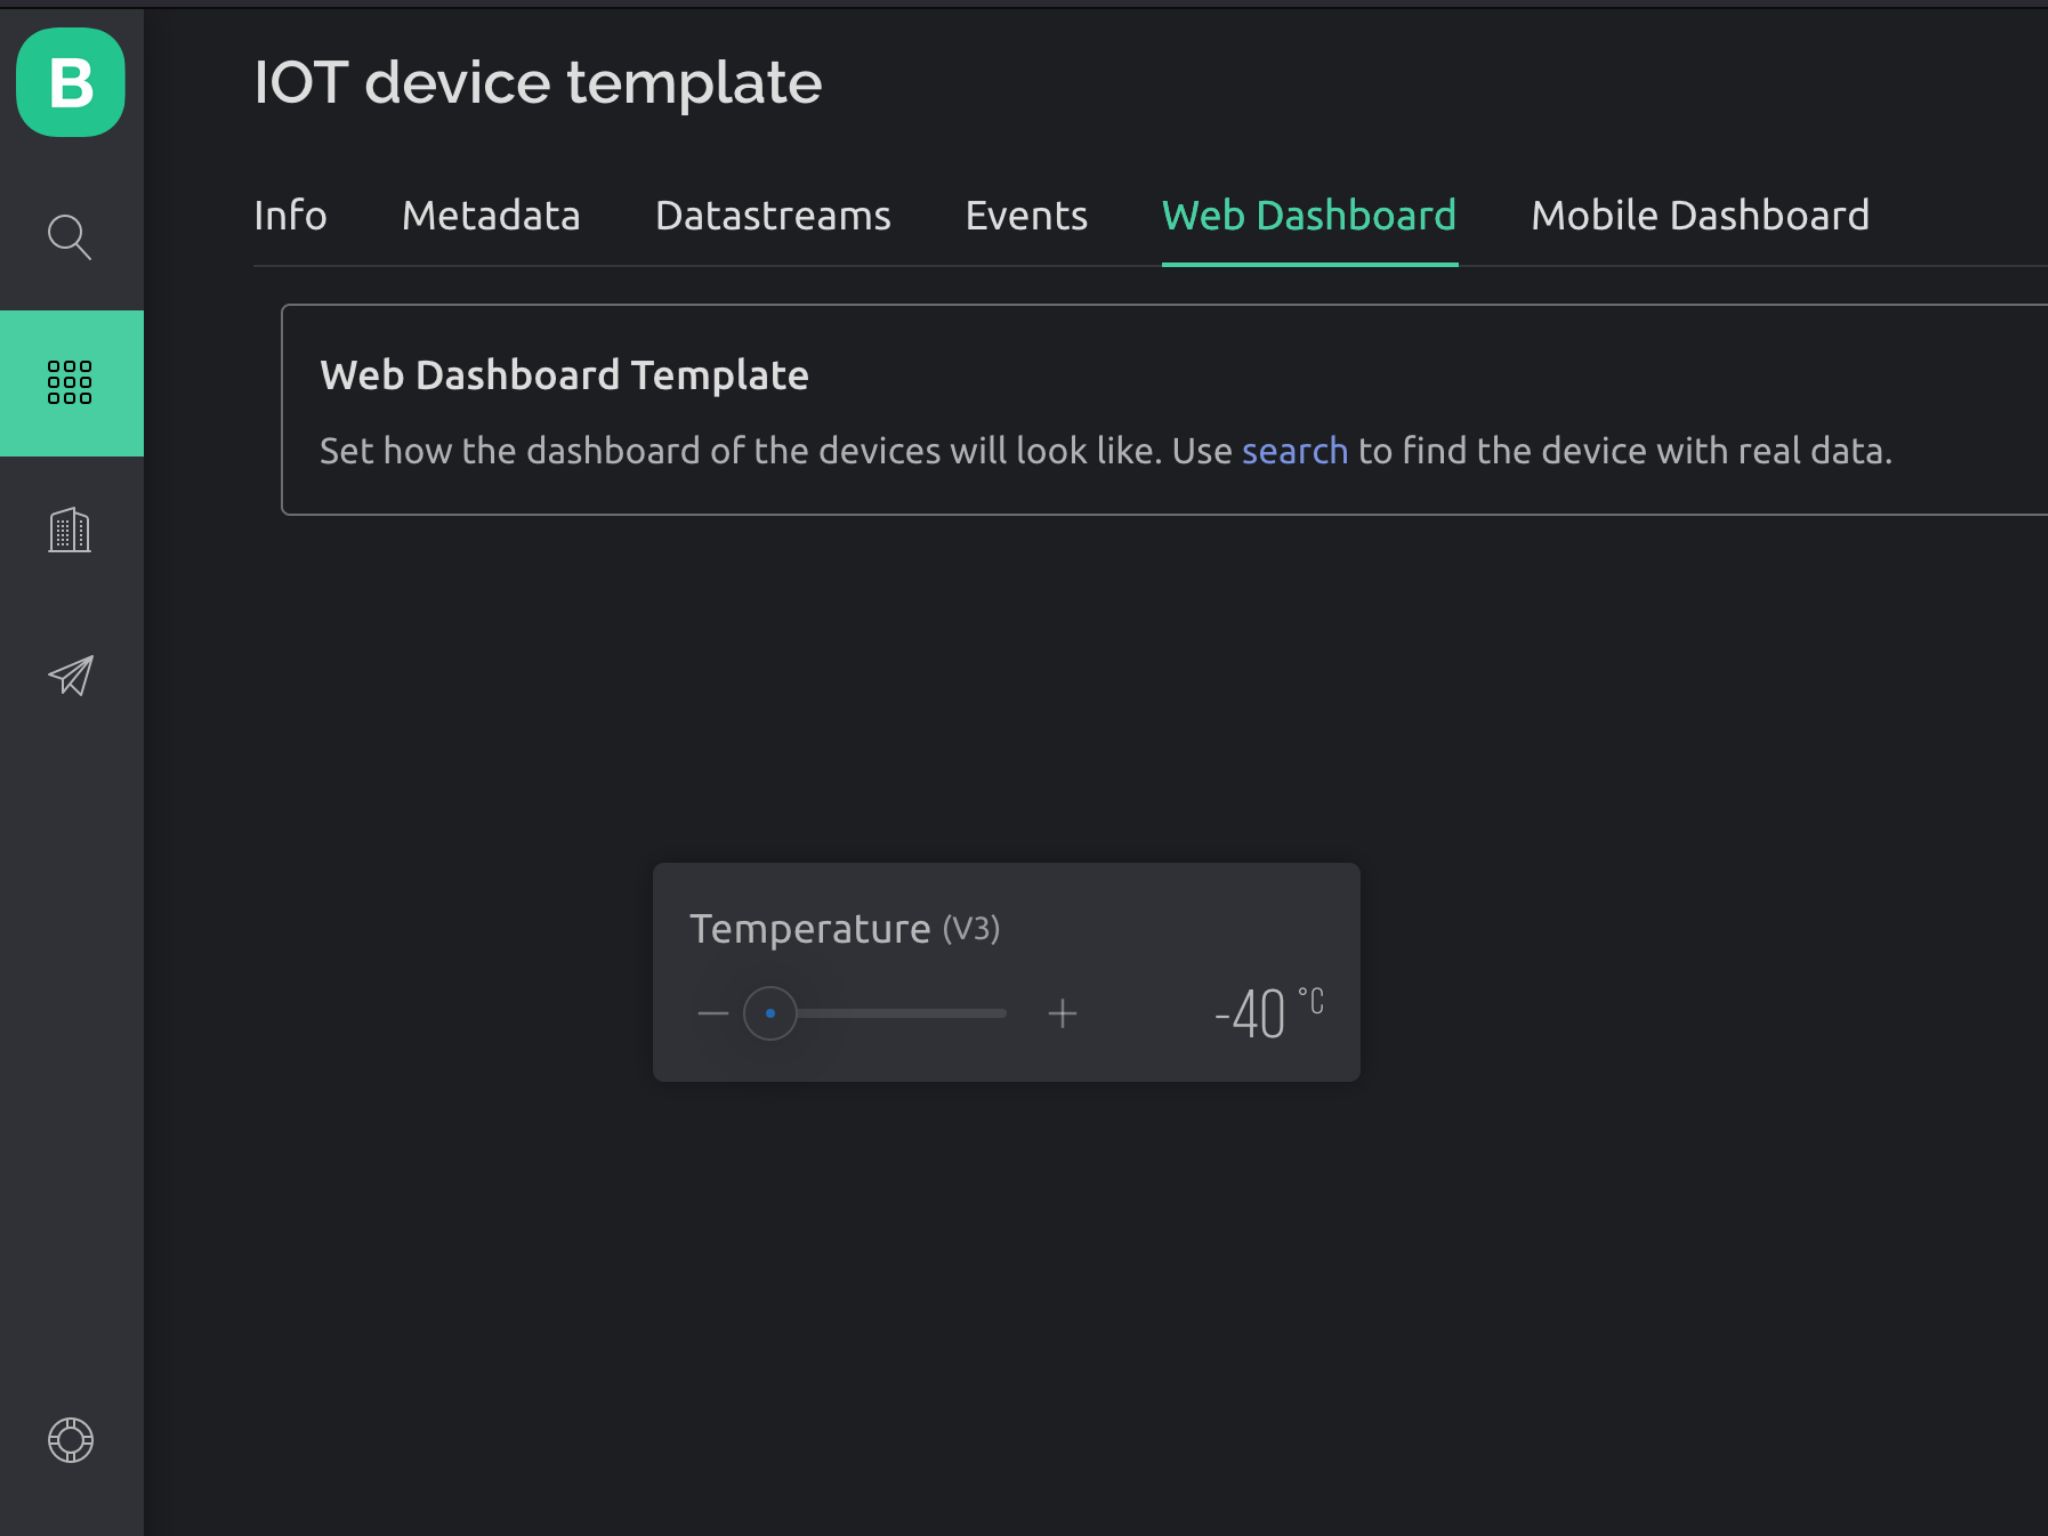 B
IOT device template
Info Metadata Datastreams Events Web Dashboard Mobile Dashboard
Web Dashboard Template
Set how the dashboard of the devices will look like. Use search to find the device with real data.
Temperature (V3)
-40 °C